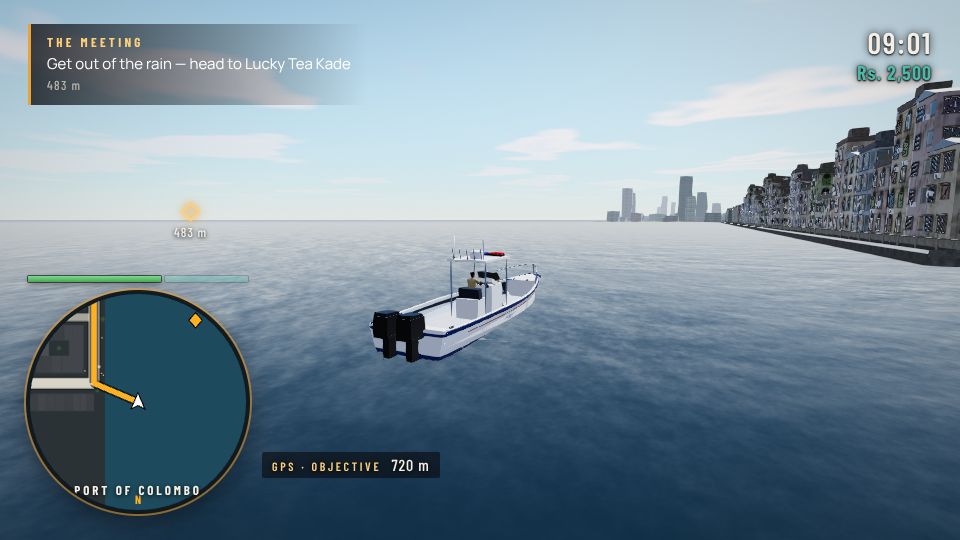 THE MEETING
Get out of the rain — head to Lucky Tea Kade
483 m
09:01
Rs. 2,500
483 m
GPS · OBJECTIVE 720 m
PORT OF COLOMBO
N